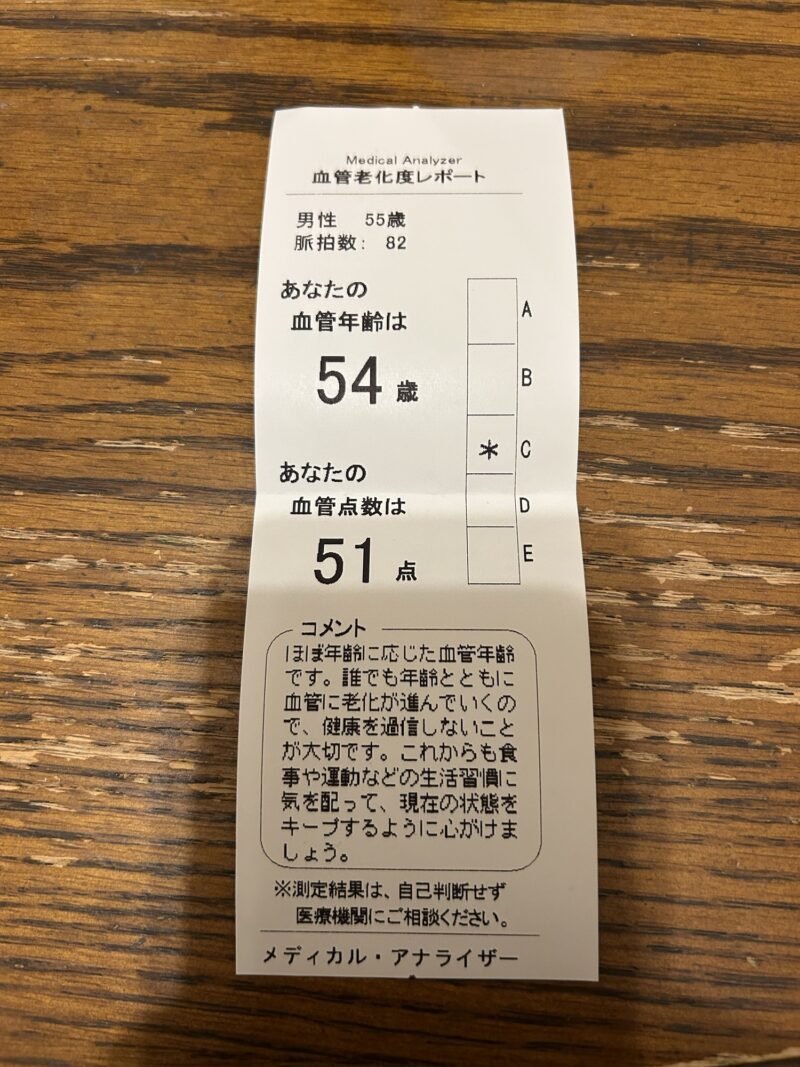 Medical Analyzer
血管老化度レポート
男性 55歳
脈拍数: 82
あなたの
血管年齢は
54 歳
あなたの
血管点数は
51 点
A
B
* C
D
E
コメント
ほぼ年齢に応じた血管年齢
です。誰でも年齢とともに
血管に老化が進んでいくの
で、健康を過信しないこと
が大切です。これからも食
事や運動などの生活習慣に
気を配って、現在の状態を
キープするように心がけま
しょう。
※測定結果は、自己判断せず
医療機関にご相談ください。
メディカル・アナライザー